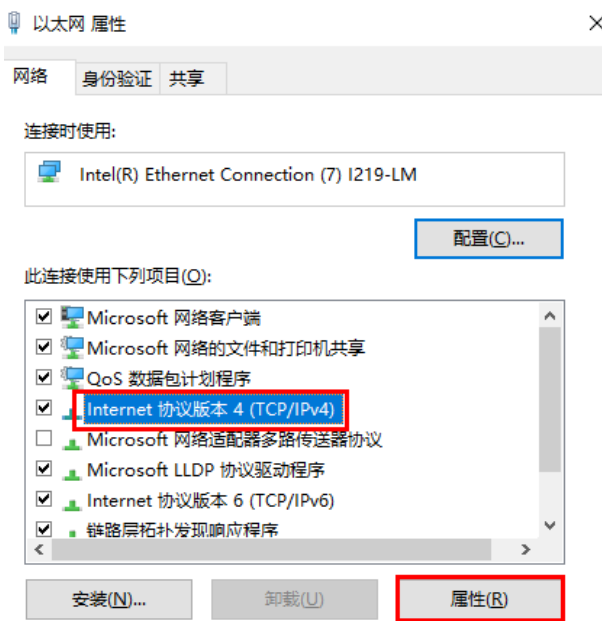 以太网 属性
网络 身份验证 共享
连接时使用:
Intel(R) Ethernet Connection (7) I219-LM
配置(C)...
此连接使用下列项目(O):
Microsoft 网络客户端
Microsoft 网络的文件和打印机共享
QoS 数据包计划程序
Internet 协议版本 4 (TCP/IPv4)
Microsoft 网络适配器多路传送器协议
Microsoft LLDP 协议驱动程序
Internet 协议版本 6 (TCP/IPv6)
链路层拓扑发现响应程序
安装(N)... 卸载(U) 属性(R)